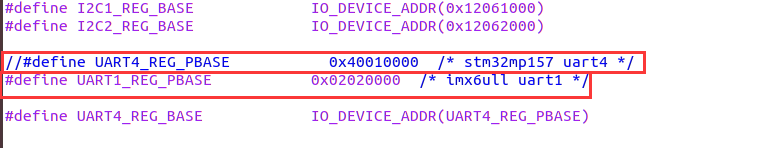 #define I2C1_REG_BASE IO_DEVICE_ADDR(0x12061000)
#define I2C2_REG_BASE IO_DEVICE_ADDR(0x12062000)
//#define UART4_REG_PBASE 0x40010000 /* stm32mp157 uart4 */
#define UART1_REG_PBASE 0x02020000 /* imx6ull uart1 */
#define UART4_REG_BASE IO_DEVICE_ADDR(UART4_REG_PBASE)